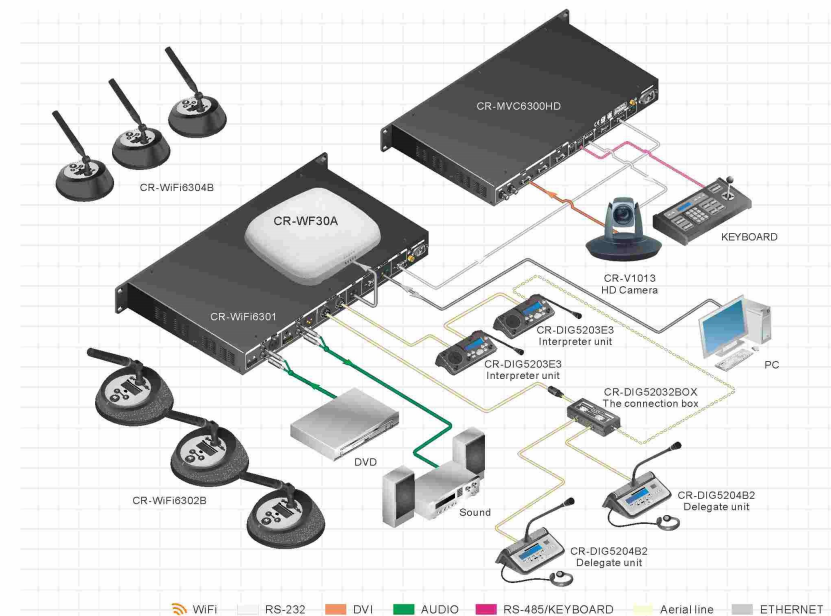 CR-MVC6300HD
CR-WiFi6304B
CR-WF30A
KEYBOARD
CR-V1013
HD Camera
CR-WiFi6301
CR-DIG5203E3
Interpreter unit
CR-DIG5203E3
Interpreter unit
PC
CR-DIG52032BOX
The connection box
DVD
CR-WiFi6302B
Sound
CR-DIG5204B2
Delegate unit
CR-DIG5204B2
Delegate unit
WiFi RS-232 DVI AUDIO RS-485/KEYBOARD Aerial line ETHERNET